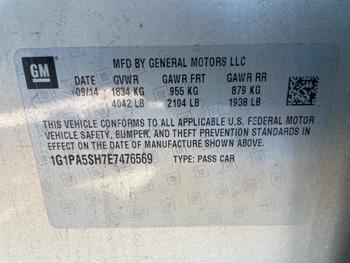 GM
MFD BY GENERAL MOTORS LLC
DATE GVWR GAWR FRT GAWR RR
09/14 1834 KG 955 KG 879 KG
4042 LB 2104 LB 1938 LB
THIS VEHICLE CONFORMS TO ALL APPLICABLE U.S. FEDERAL MOTOR
VEHICLE SAFETY, BUMPER, AND THEFT PREVENTION STANDARDS
IN EFFECT ON THE DATE OF MANUFACTURE SHOWN ABOVE.
1G1PA5SH7E7476569 TYPE: PASS CAR